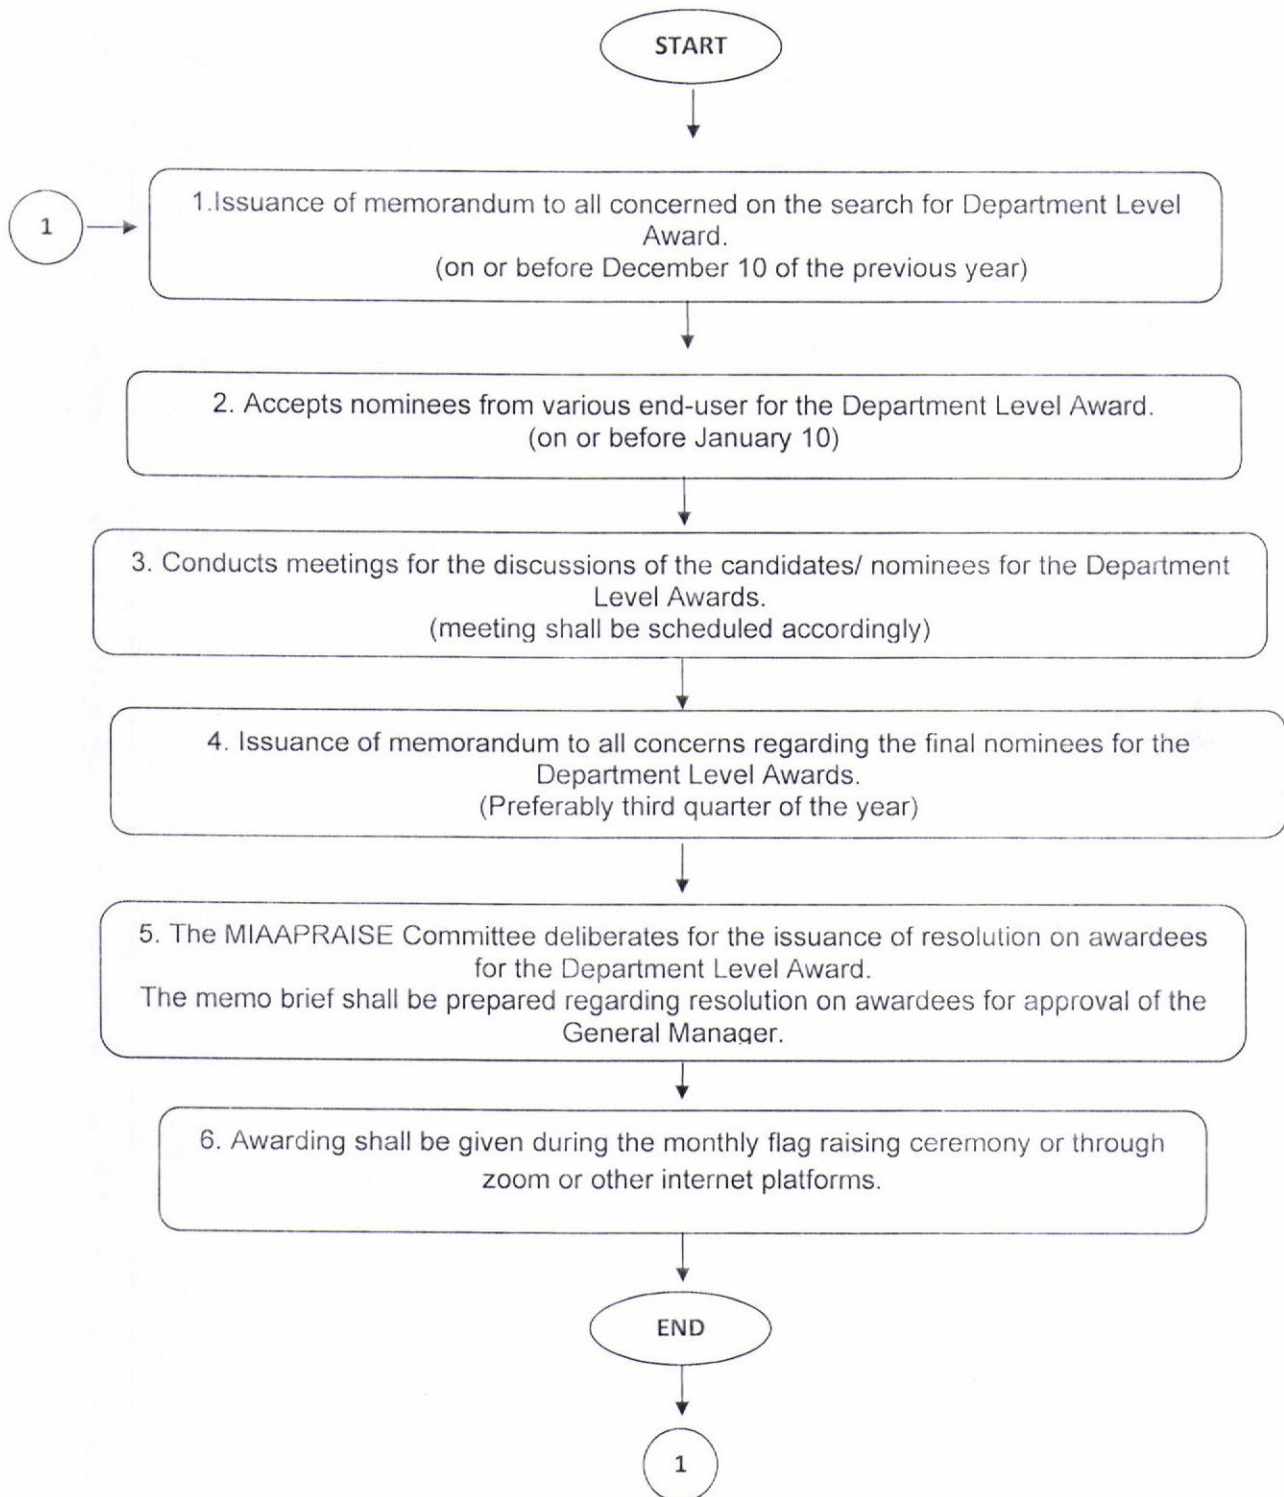 START
1
1.Issuance of memorandum to all concerned on the search for Department Level
Award.
(on or before December 10 of the previous year)
2. Accepts nominees from various end-user for the Department Level Award.
(on or before January 10)
3. Conducts meetings for the discussions of the candidates/ nominees for the Department
Level Awards.
(meeting shall be scheduled accordingly)
4. Issuance of memorandum to all concerns regarding the final nominees for the
Department Level Awards.
(Preferably third quarter of the year)
5. The MIAAPRAISE Committee deliberates for the issuance of resolution on awardees
for the Department Level Award.
The memo brief shall be prepared regarding resolution on awardees for approval of the
General Manager.
6. Awarding shall be given during the monthly flag raising ceremony or through
zoom or other internet platforms.
END
1